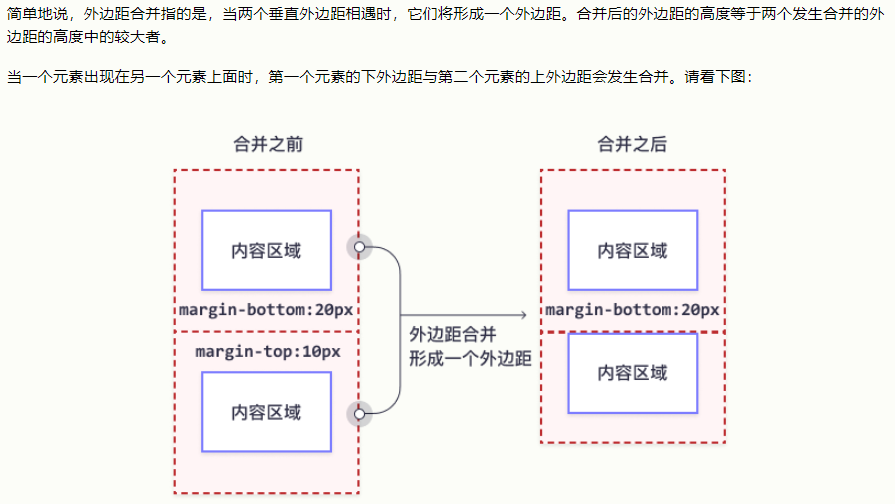 简单地说，外边距合并指的是，当两个垂直外边距相遇时，它们将形成一个外边距。合并后的外边距的高度等于两个发生合并的外
边距的高度中的较大者。
当一个元素出现在另一个元素上面时，第一个元素的下外边距与第二个元素的上外边距会发生合并。请看下图：
合并之前
内容区域
margin-bottom:20px
margin-top:10px
内容区域
外边距合并
形成一个外边距
合并之后
内容区域
margin-bottom:20px
内容区域